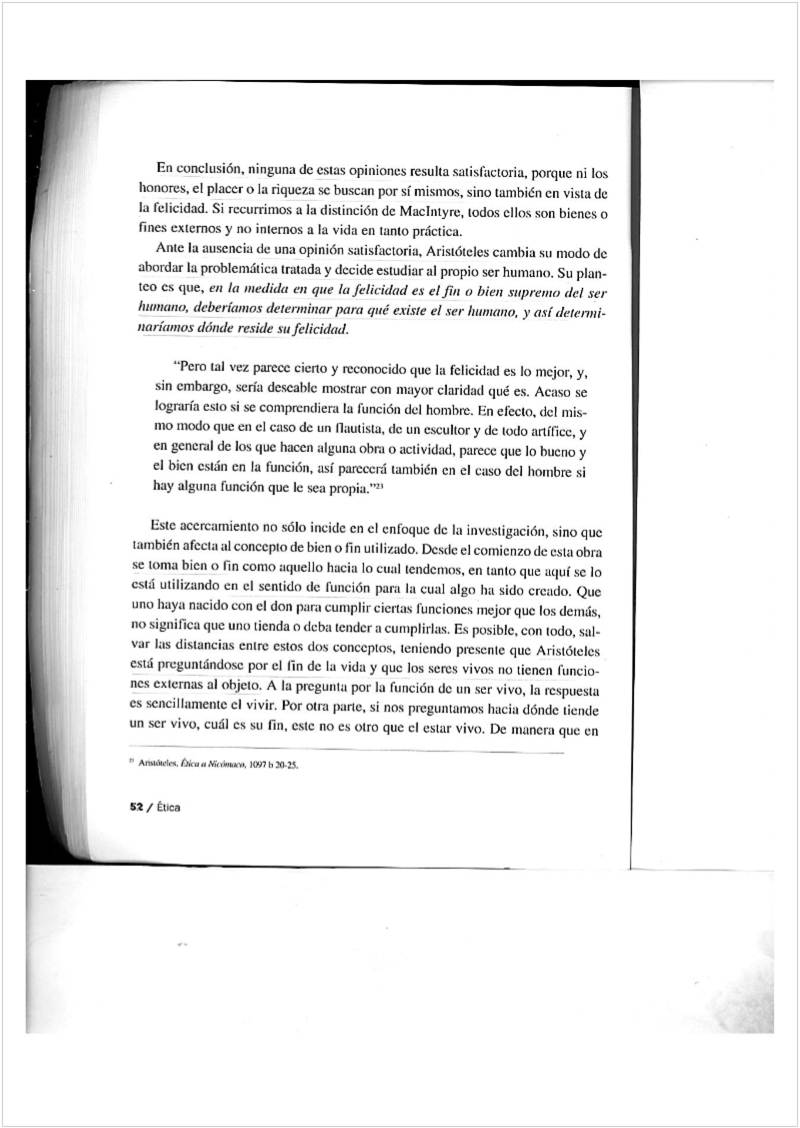 En conclusión, ninguna de estas opiniones resulta satisfactoria, porque ni los
honores, el placer o la riqueza se buscan por sí mismos, sino también en vista de
la felicidad. Si recurrimos a la distinción de MacIntyre, todos ellos son bienes o
fines externos y no internos a la vida en tanto práctica.
Ante la ausencia de una opinión satisfactoria, Aristóteles cambia su modo de
abordar la problemática tratada y decide estudiar al propio ser humano. Su plan-
teo es que, en la medida en que la felicidad es el fin o bien supremo del ser
humano, deberíamos determinar para qué existe el ser humano, y así determi-
naríamos dónde reside su felicidad.
“Pero tal vez parece cierto y reconocido que la felicidad es lo mejor, y,
sin embargo, sería deseable mostrar con mayor claridad qué es. Acaso se
lograría esto si se comprendiera la función del hombre. En efecto, del mis-
mo modo que en el caso de un flautista, de un escultor y de todo artífice, y
en general de los que hacen alguna obra o actividad, parece que lo bueno y
el bien están en la función, así parecerá también en el caso del hombre si
hay alguna función que le sea propia.”²³
Este acercamiento no sólo incide en el enfoque de la investigación, sino que
también afecta al concepto de bien o fin utilizado. Desde el comienzo de esta obra
se toma bien o fin como aquello hacia lo cual tendemos, en tanto que aquí se lo
está utilizando en el sentido de función para la cual algo ha sido creado. Que
uno haya nacido con el don para cumplir ciertas funciones mejor que los demás,
no significa que uno tienda o deba tender a cumplirlas. Es posible, con todo, sal-
var las distancias entre estos dos conceptos, teniendo presente que Aristóteles
está preguntándose por el fin de la vida y que los seres vivos no tienen funcio-
nes externas al objeto. A la pregunta por la función de un ser vivo, la respuesta
es sencillamente el vivir. Por otra parte, si nos preguntamos hacia dónde tiende
un ser vivo, cuál es su fin, este no es otro que el estar vivo. De manera que en
²³ Aristóteles, Ética a Nicómaco, 1097 b 20-25.
52 / Ética